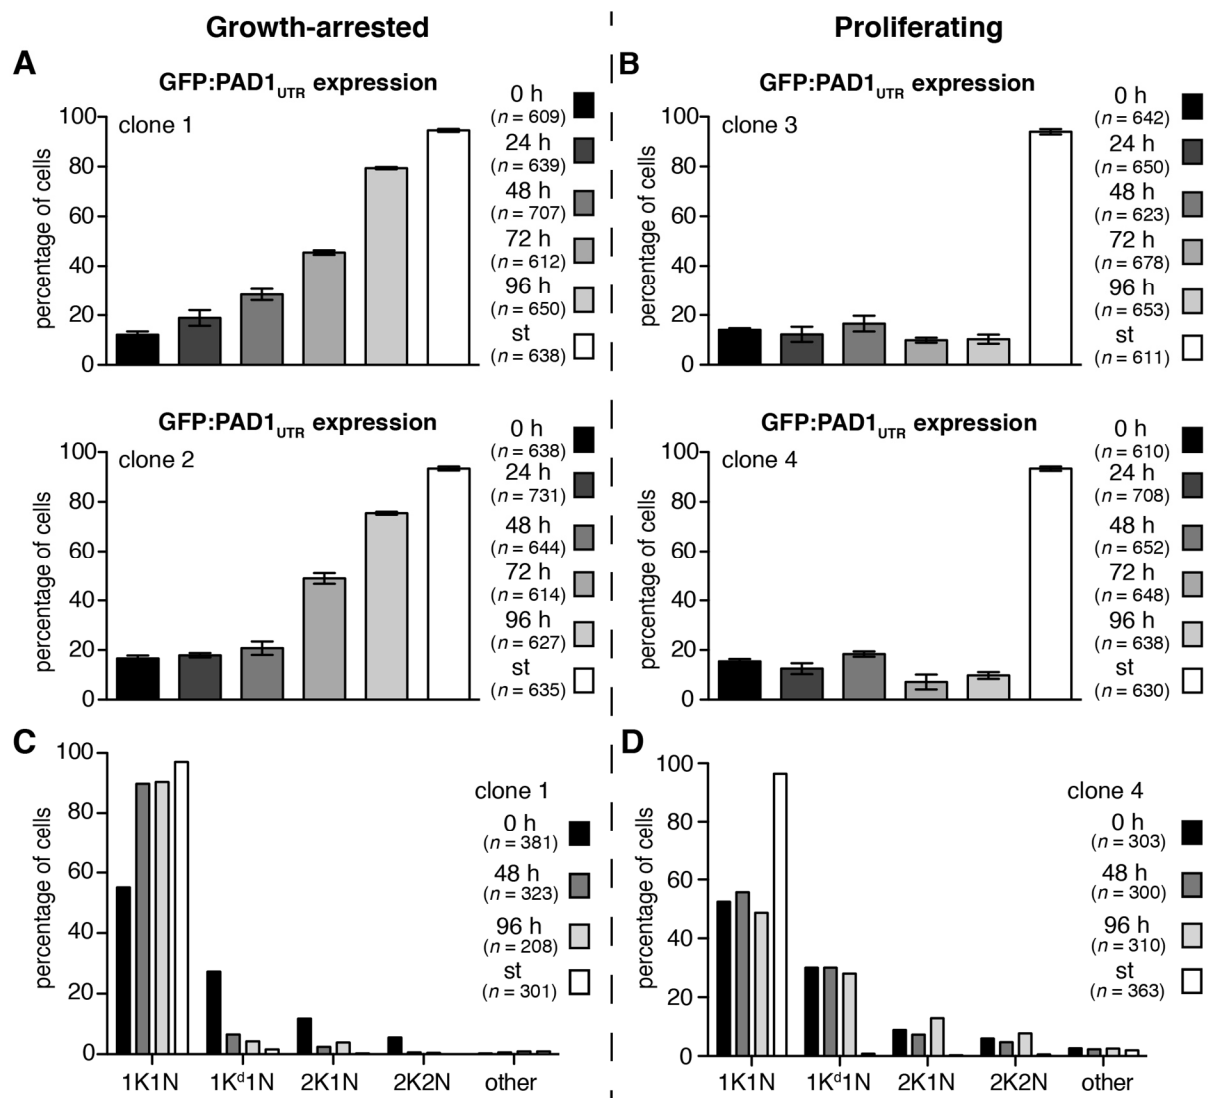 Growth-arrested
Proliferating
A
GFP:PAD1UTR expression
clone 1
percentage of cells
100
80
60
40
20
0
0 h
(n = 609)
24 h
(n = 639)
48 h
(n = 707)
72 h
(n = 612)
96 h
(n = 650)
st
(n = 638)
B
GFP:PAD1UTR expression
clone 3
percentage of cells
100
80
60
40
20
0
0 h
(n = 642)
24 h
(n = 650)
48 h
(n = 623)
72 h
(n = 678)
96 h
(n = 653)
st
(n = 611)
GFP:PAD1UTR expression
clone 2
percentage of cells
100
80
60
40
20
0
0 h
(n = 638)
24 h
(n = 731)
48 h
(n = 644)
72 h
(n = 614)
96 h
(n = 627)
st
(n = 635)
GFP:PAD1UTR expression
clone 4
percentage of cells
100
80
60
40
20
0
0 h
(n = 610)
24 h
(n = 708)
48 h
(n = 652)
72 h
(n = 648)
96 h
(n = 638)
st
(n = 630)
C
percentage of cells
100
80
60
40
20
0
clone 1
0 h
(n = 381)
48 h
(n = 323)
96 h
(n = 208)
st
(n = 301)
1K1N 1Kᵈ1N 2K1N 2K2N other
D
percentage of cells
100
80
60
40
20
0
clone 4
0 h
(n = 303)
48 h
(n = 300)
96 h
(n = 310)
st
(n = 363)
1K1N 1Kᵈ1N 2K1N 2K2N other